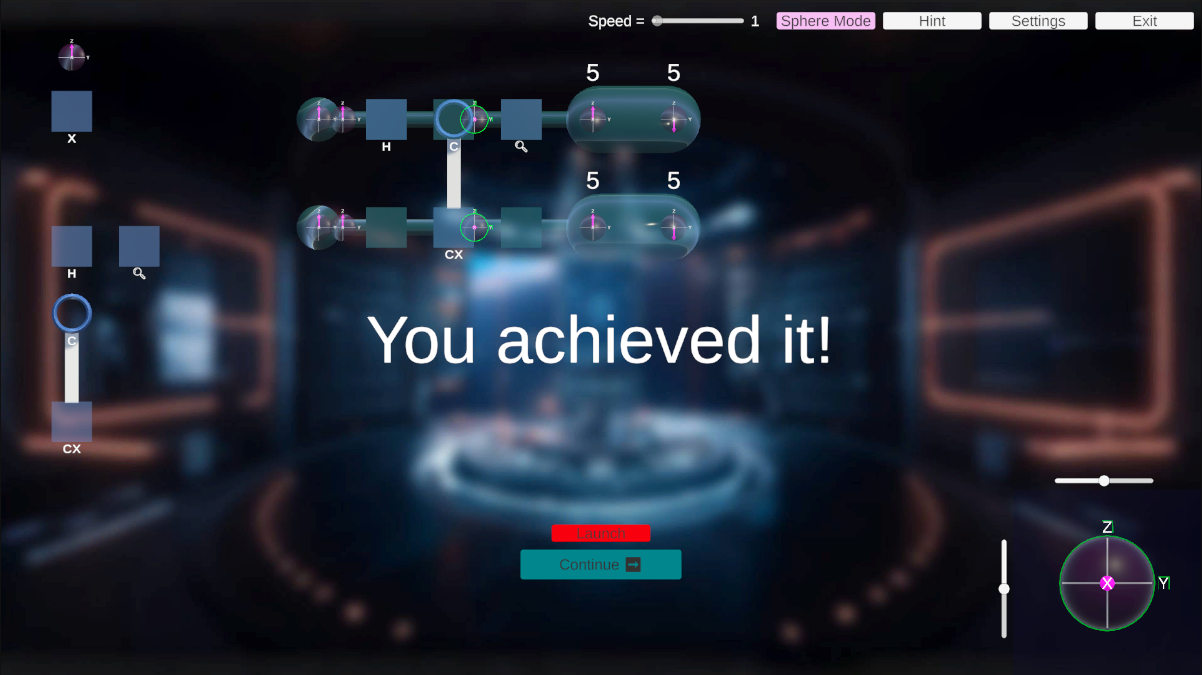 Speed = 1 Sphere Mode Hint Settings Exit
Z
Y
X
5 5
Z Z Z Z Z
Y Y Y Y
H C
5 5
Z Z Z Z Z
Y Y Y Y
CX
H
C
CX
You achieved it!
Launch
Continue
Z
X Y